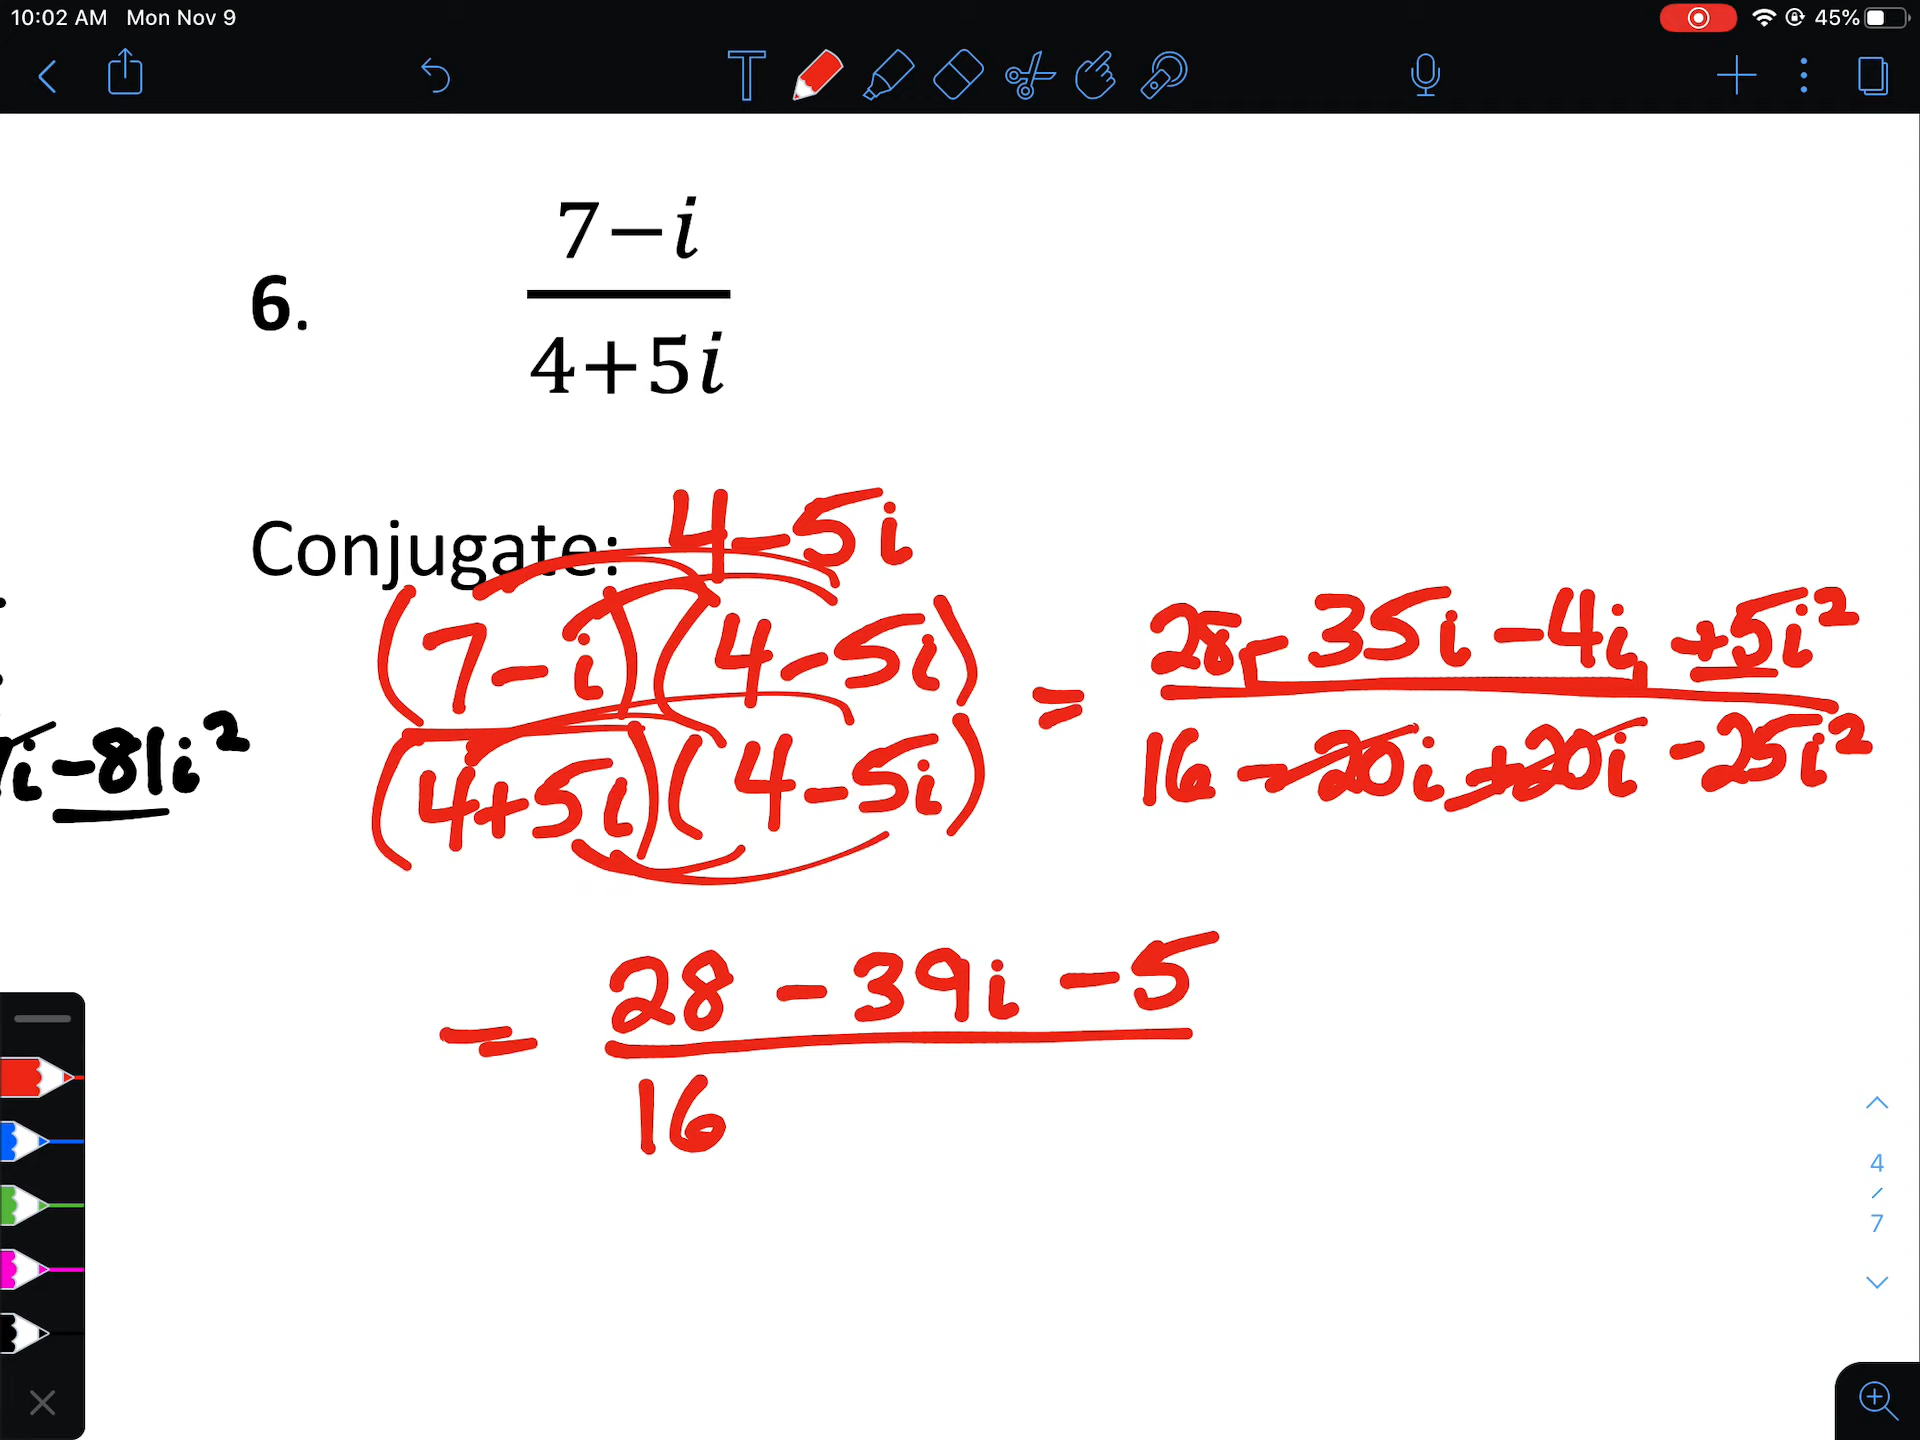 10:02 AM Mon Nov 9
45%
T
7−i
6.
4+5i
Conjugate: 4−5i
(7−i)(4−5i)
=
28−35i−4i+5i²
(4+5i)(4−5i)
16−20i+20i−25i²
i−81i²
= 28−39i−5
16
4
/
7